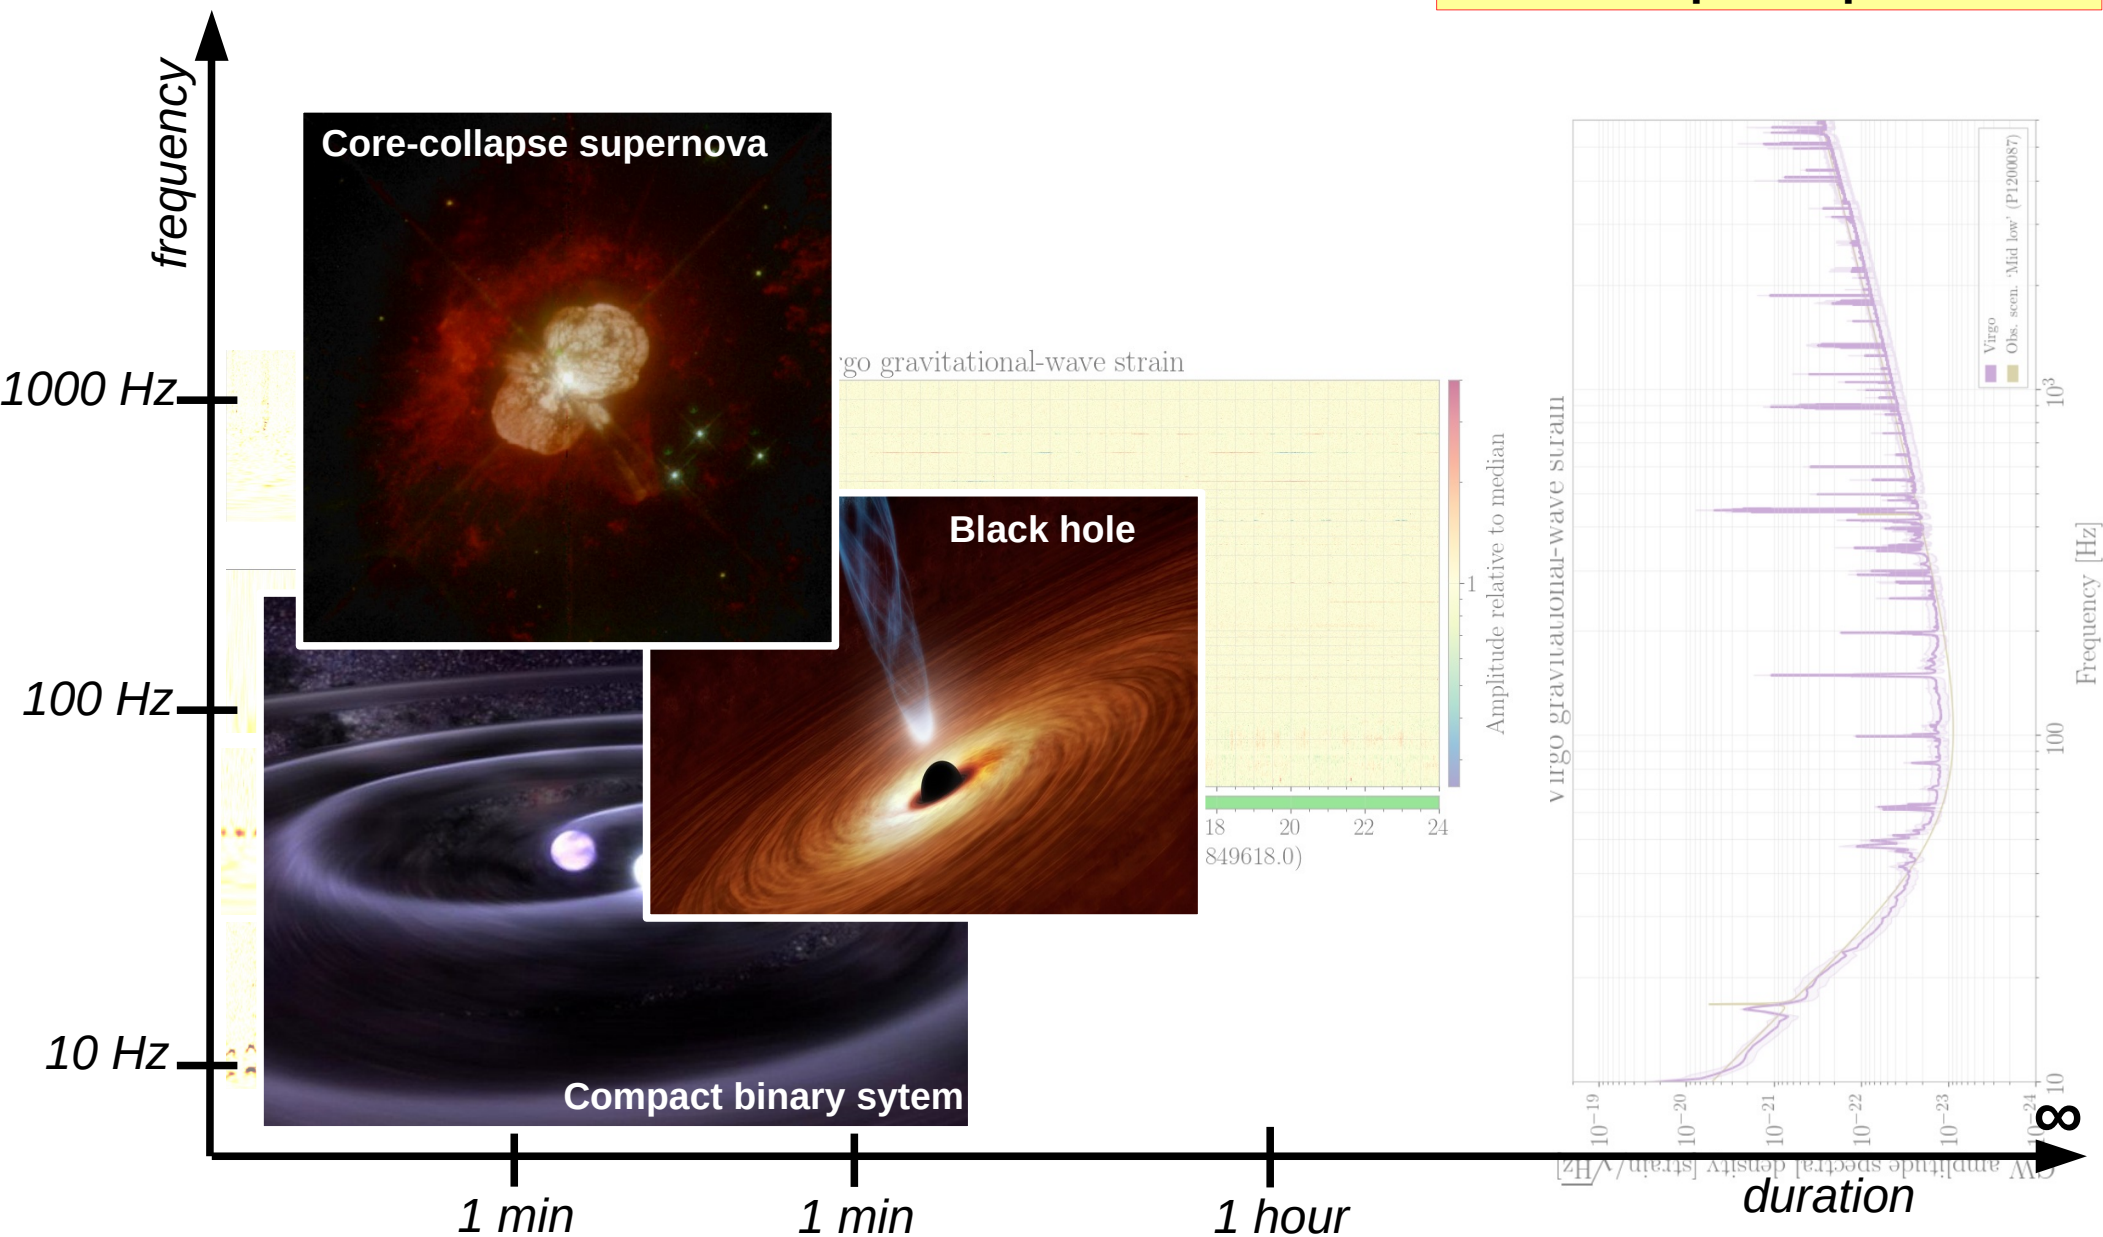 frequency
Core-collapse supernova
1000 Hz
rgo gravitational-wave strain
Black hole
1
Amplitude relative to median
100 Hz
18 20 22 24
849618.0)
10 Hz
Compact binary sytem
Virgo gravitational-wave strain
Virgo
Obs. scen. 'Mid low' (P1200087)
10³
100
10
Frequency [Hz]
10⁻¹⁹ 10⁻²⁰ 10⁻²¹ 10⁻²² 10⁻²³ 10⁻²⁴
GW amplitude spectral density [strain/√Hz]
∞
1 min
1 min
1 hour
duration